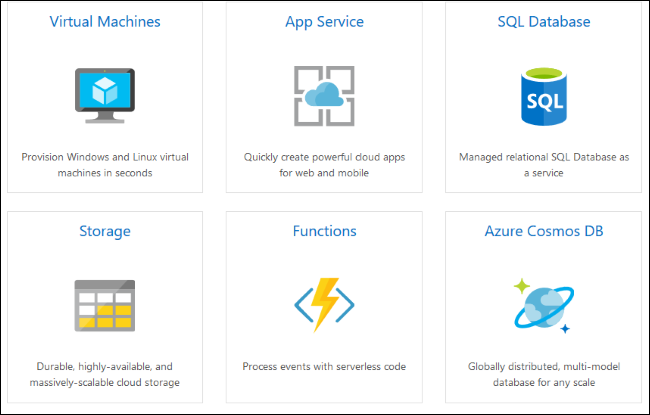 Virtual Machines
Provision Windows and Linux virtual
machines in seconds
App Service
Quickly create powerful cloud apps
for web and mobile
SQL Database
SQL
Managed relational SQL Database as
a service
Storage
Durable, highly-available, and
massively-scalable cloud storage
Functions
Process events with serverless code
Azure Cosmos DB
Globally distributed, multi-model
database for any scale